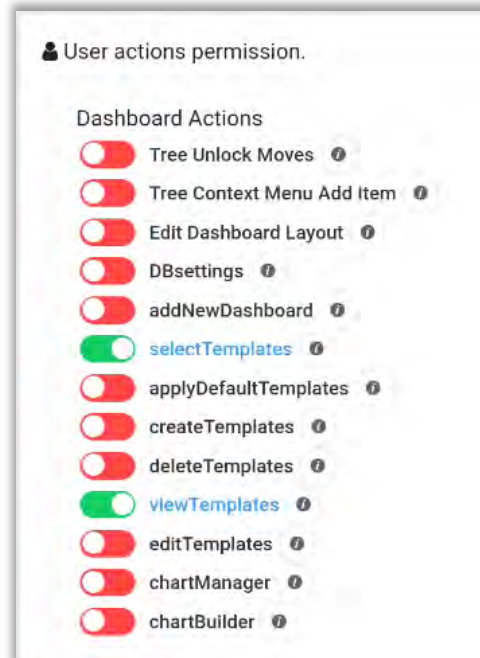 User actions permission.
Dashboard Actions
Tree Unlock Moves
Tree Context Menu Add Item
Edit Dashboard Layout
DBsettings
addNewDashboard
selectTemplates
applyDefaultTemplates
createTemplates
deleteTemplates
viewTemplates
editTemplates
chartManager
chartBuilder